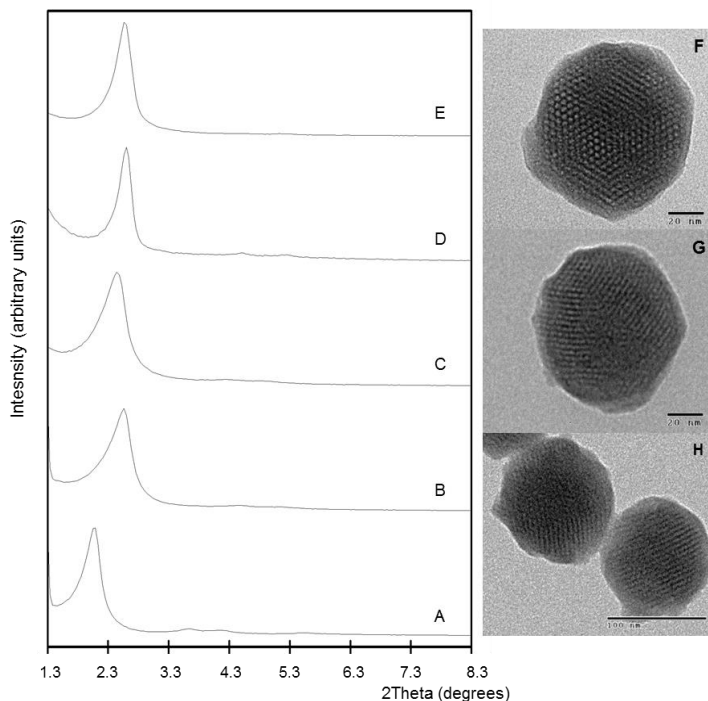 Intesnsity (arbitrary units)
E
D
C
B
A
1.3 2.3 3.3 4.3 5.3 6.3 7.3 8.3
2Theta (degrees)
F
20 nm
G
20 nm
H
100 nm